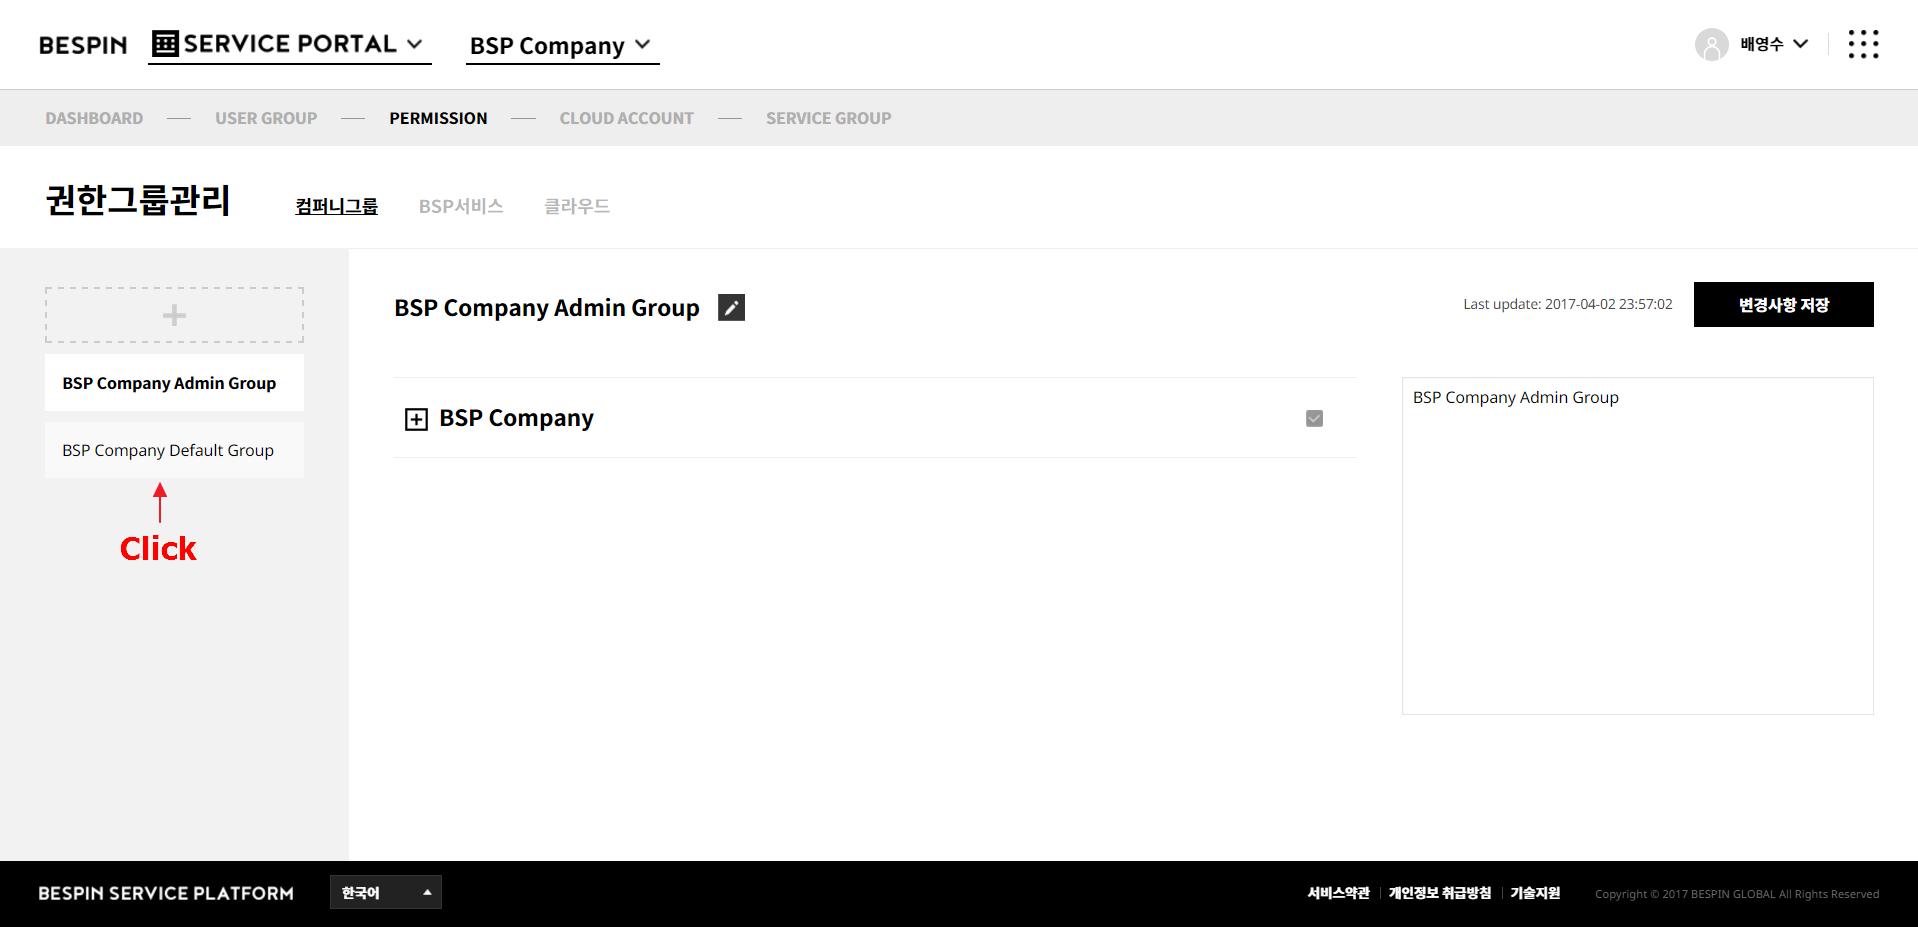 BESPIN SERVICE PORTAL BSP Company 배영수
DASHBOARD USER GROUP PERMISSION CLOUD ACCOUNT SERVICE GROUP
권한그룹관리 컴퍼니그룹 BSP서비스 클라우드
BSP Company Admin Group
BSP Company Default Group
Click
BSP Company Admin Group
Last update: 2017-04-02 23:57:02 변경사항 저장
BSP Company
BSP Company Admin Group
BESPIN SERVICE PLATFORM 한국어 서비스약관 개인정보 취급방침 기술지원 Copyright © 2017 BESPIN GLOBAL All Rights Reserved